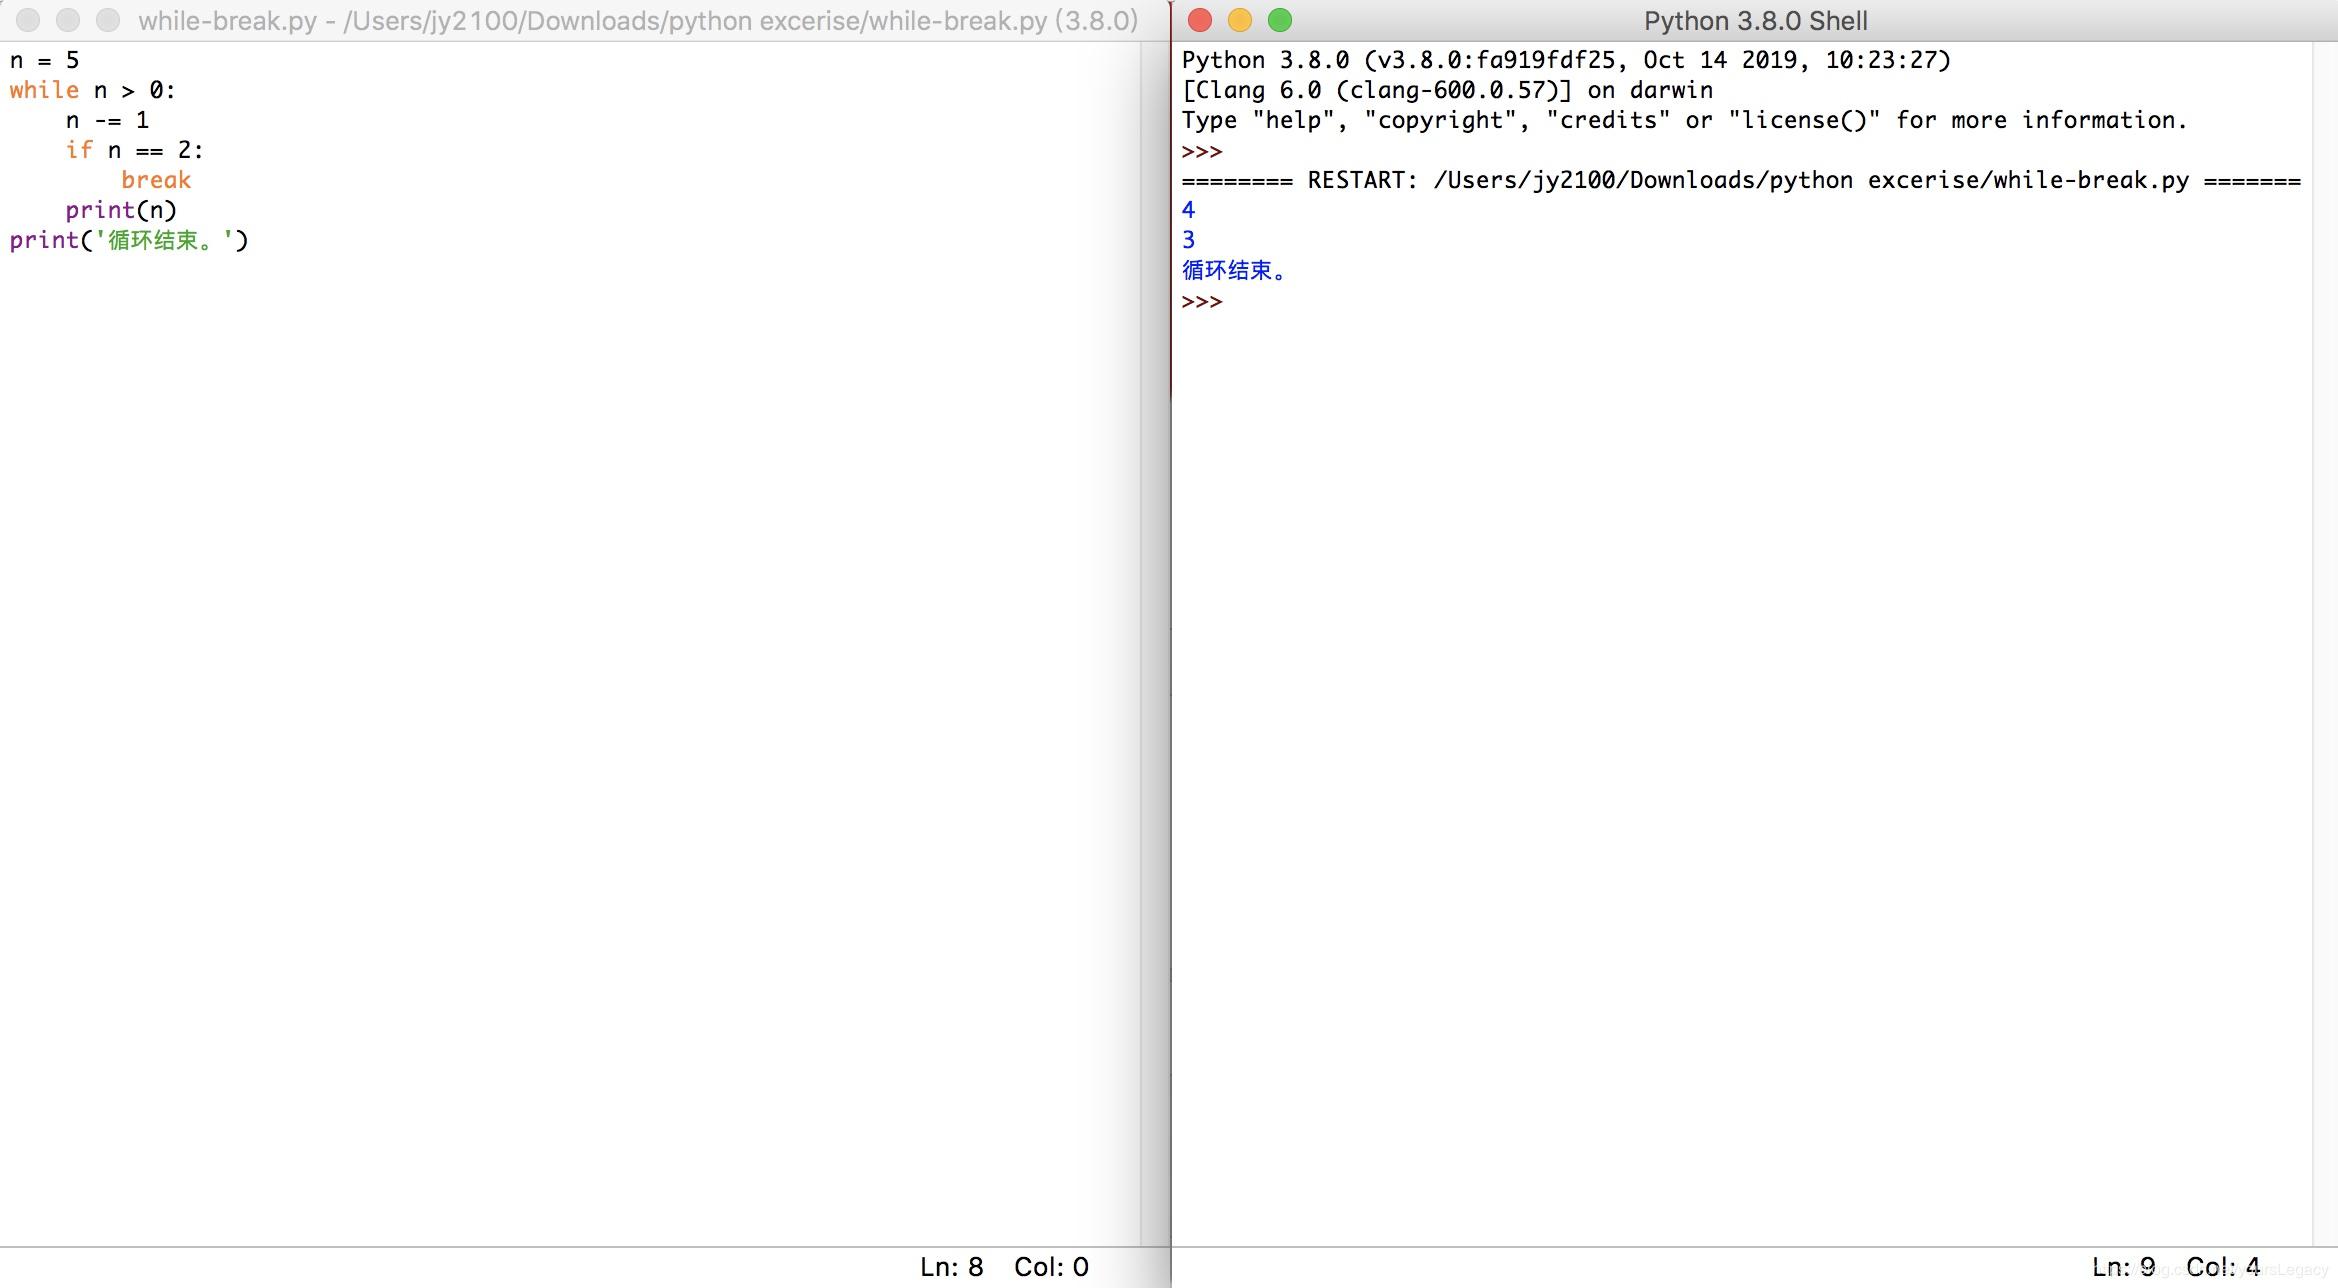 while-break.py - /Users/jy2100/Downloads/python excerise/while-break.py (3.8.0)
n = 5
while n > 0:
    n -= 1
    if n == 2:
        break
    print(n)
print('循环结束。')
Ln: 8 Col: 0
Python 3.8.0 Shell
Python 3.8.0 (v3.8.0:fa919fdf25, Oct 14 2019, 10:23:27)
[Clang 6.0 (clang-600.0.57)] on darwin
Type "help", "copyright", "credits" or "license()" for more information.
>>>
======== RESTART: /Users/jy2100/Downloads/python excerise/while-break.py =======
4
3
循环结束。
>>>
Ln: 9 Col: 4